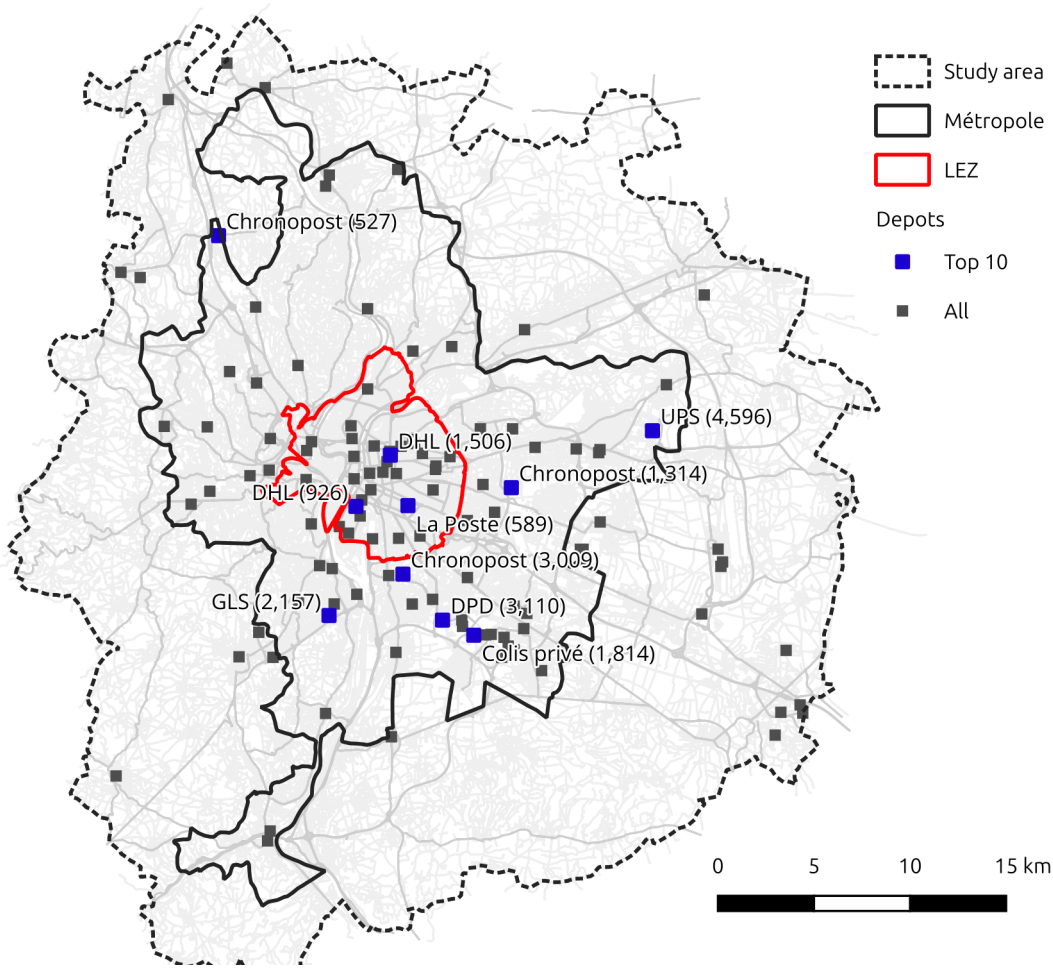 Study area
Métropole
LEZ
Depots
Top 10
All
Chronopost (527)
UPS (4,596)
DHL (1,506)
Chronopost (1,314)
DHL (926)
La Poste (589)
Chronopost (3,009)
GLS (2,157)
DPD (3,110)
Colis privé (1,814)
0 5 10 15 km